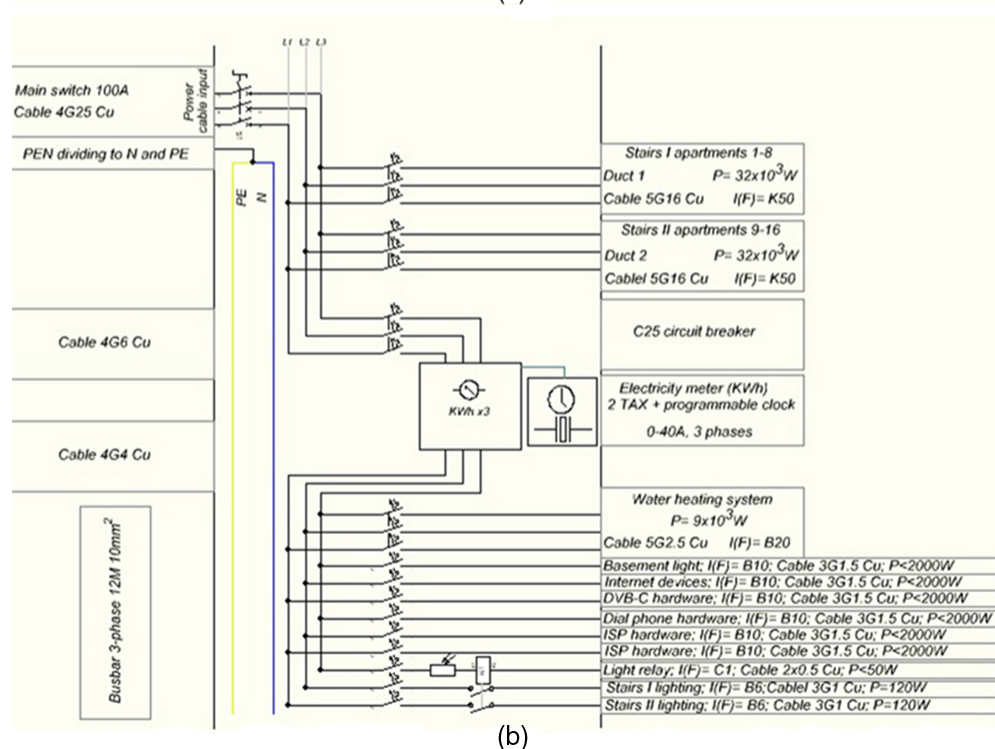 L1 L2 L3
Main switch 100A
Cable 4G25 Cu
Power
cable input
PEN dividing to N and PE
PE
N
Stairs I apartments 1-8
Duct 1 P= 32x10³W
Cable 5G16 Cu I(F)= K50
Stairs II apartments 9-16
Duct 2 P= 32x10³W
Cablel 5G16 Cu I(F)= K50
Cable 4G6 Cu
C25 circuit breaker
KWh x3
Electricity meter (KWh)
2 TAX + programmable clock
0-40A, 3 phases
Cable 4G4 Cu
Water heating system
P= 9x10³W
Cable 5G2.5 Cu I(F)= B20
Busbar 3-phase 12M 10mm²
Basement light; I(F)= B10; Cable 3G1.5 Cu; P<2000W
Internet devices; I(F)= B10; Cable 3G1.5 Cu; P<2000W
DVB-C hardware; I(F)= B10; Cable 3G1.5 Cu; P<2000W
Dial phone hardware; I(F)= B10; Cable 3G1.5 Cu; P<2000W
ISP hardware; I(F)= B10; Cable 3G1.5 Cu; P<2000W
ISP hardware; I(F)= B10; Cable 3G1.5 Cu; P<2000W
Light relay; I(F)= C1; Cable 2x0.5 Cu; P<50W
Stairs I lighting; I(F)= B6;Cablel 3G1 Cu; P=120W
Stairs II lighting; I(F)= B6; Cable 3G1 Cu; P=120W
(b)